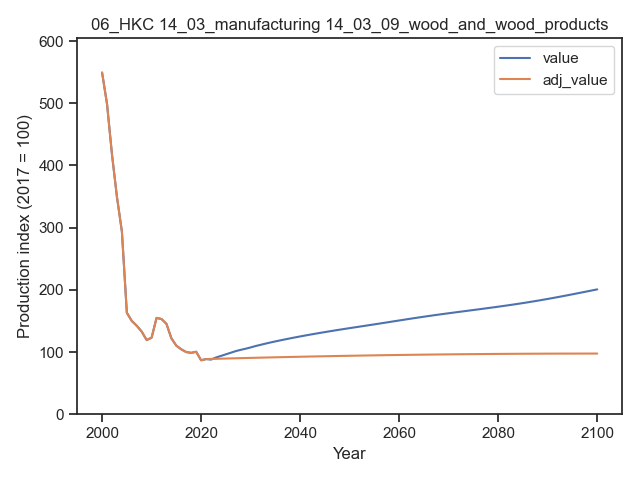 06_HKC 14_03_manufacturing 14_03_09_wood_and_wood_products
value
adj_value
Production index (2017 = 100)
600
500
400
300
200
100
0
2000
2020
2040
2060
2080
2100
Year